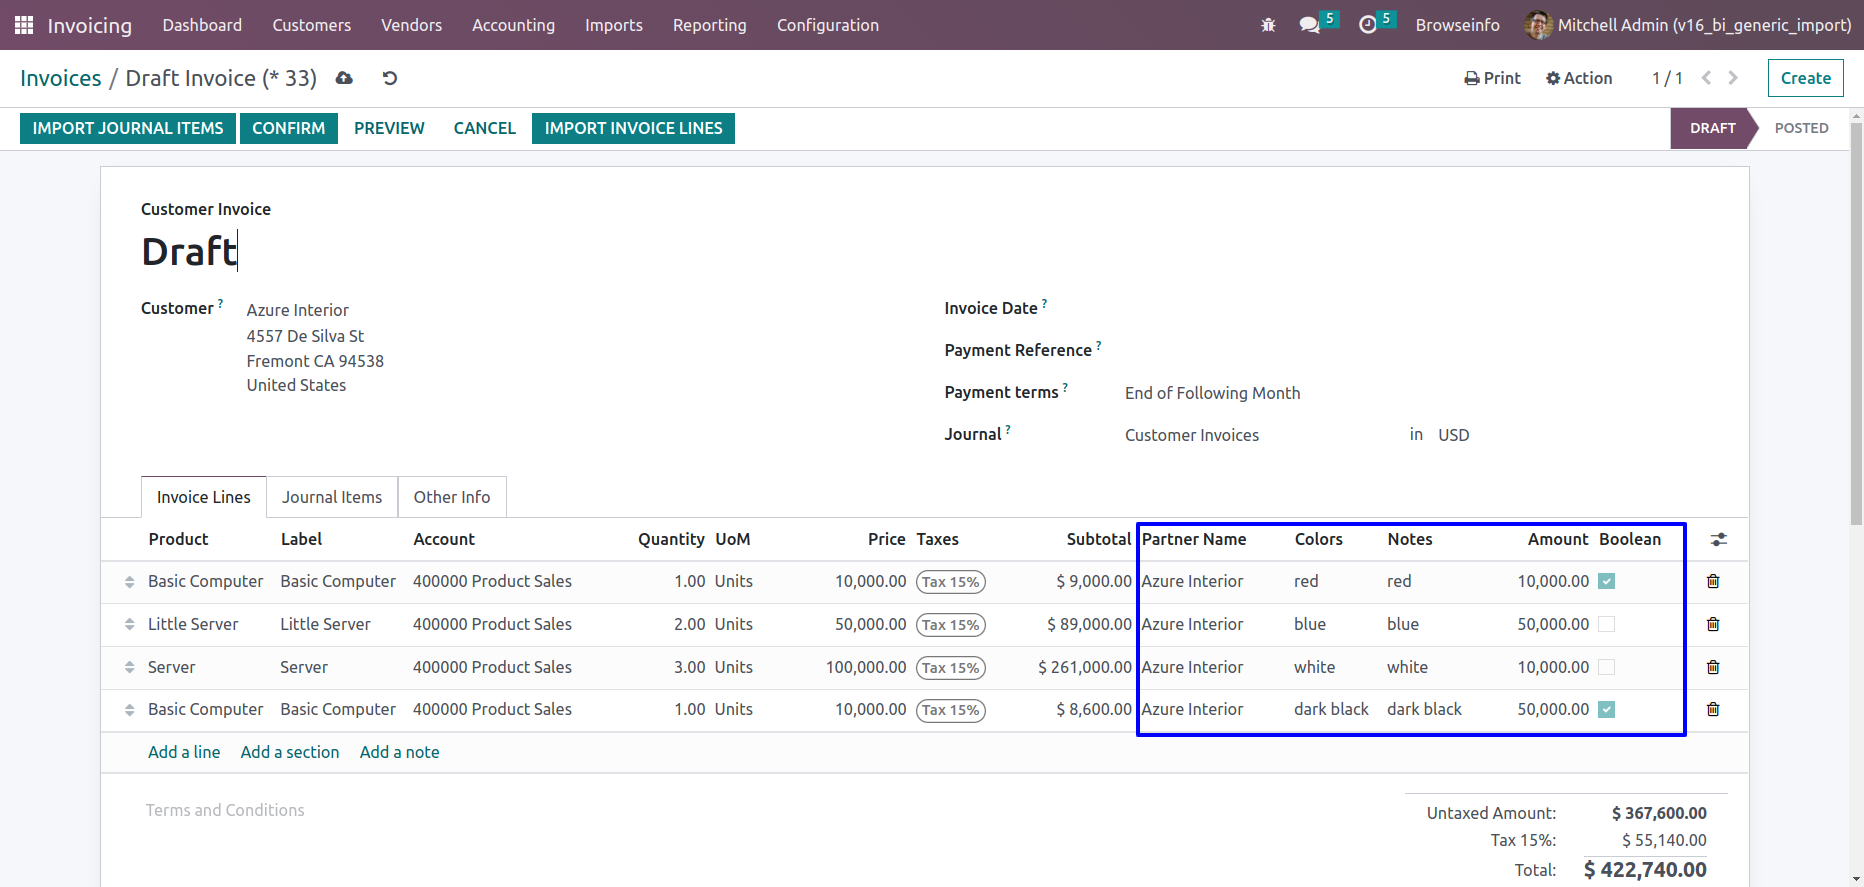 Invoicing Dashboard Customers Vendors Accounting Imports Reporting Configuration 5 5 Browseinfo Mitchell Admin (v16_bi_generic_import)
Invoices / Draft Invoice (* 33) Print Action 1 / 1 Create
IMPORT JOURNAL ITEMS CONFIRM PREVIEW CANCEL IMPORT INVOICE LINES DRAFT POSTED
Customer Invoice
Draft
Customer ? Azure Interior
4557 De Silva St
Fremont CA 94538
United States
Invoice Date ?
Payment Reference ?
Payment terms ? End of Following Month
Journal ? Customer Invoices in USD
Invoice Lines Journal Items Other Info
Product Label Account Quantity UoM Price Taxes Subtotal Partner Name Colors Notes Amount Boolean
Basic Computer Basic Computer 400000 Product Sales 1.00 Units 10,000.00 Tax 15% $ 9,000.00 Azure Interior red red 10,000.00
Little Server Little Server 400000 Product Sales 2.00 Units 50,000.00 Tax 15% $ 89,000.00 Azure Interior blue blue 50,000.00
Server Server 400000 Product Sales 3.00 Units 100,000.00 Tax 15% $ 261,000.00 Azure Interior white white 10,000.00
Basic Computer Basic Computer 400000 Product Sales 1.00 Units 10,000.00 Tax 15% $ 8,600.00 Azure Interior dark black dark black 50,000.00
Add a line Add a section Add a note
Terms and Conditions
Untaxed Amount: $ 367,600.00
Tax 15%: $ 55,140.00
Total: $ 422,740.00